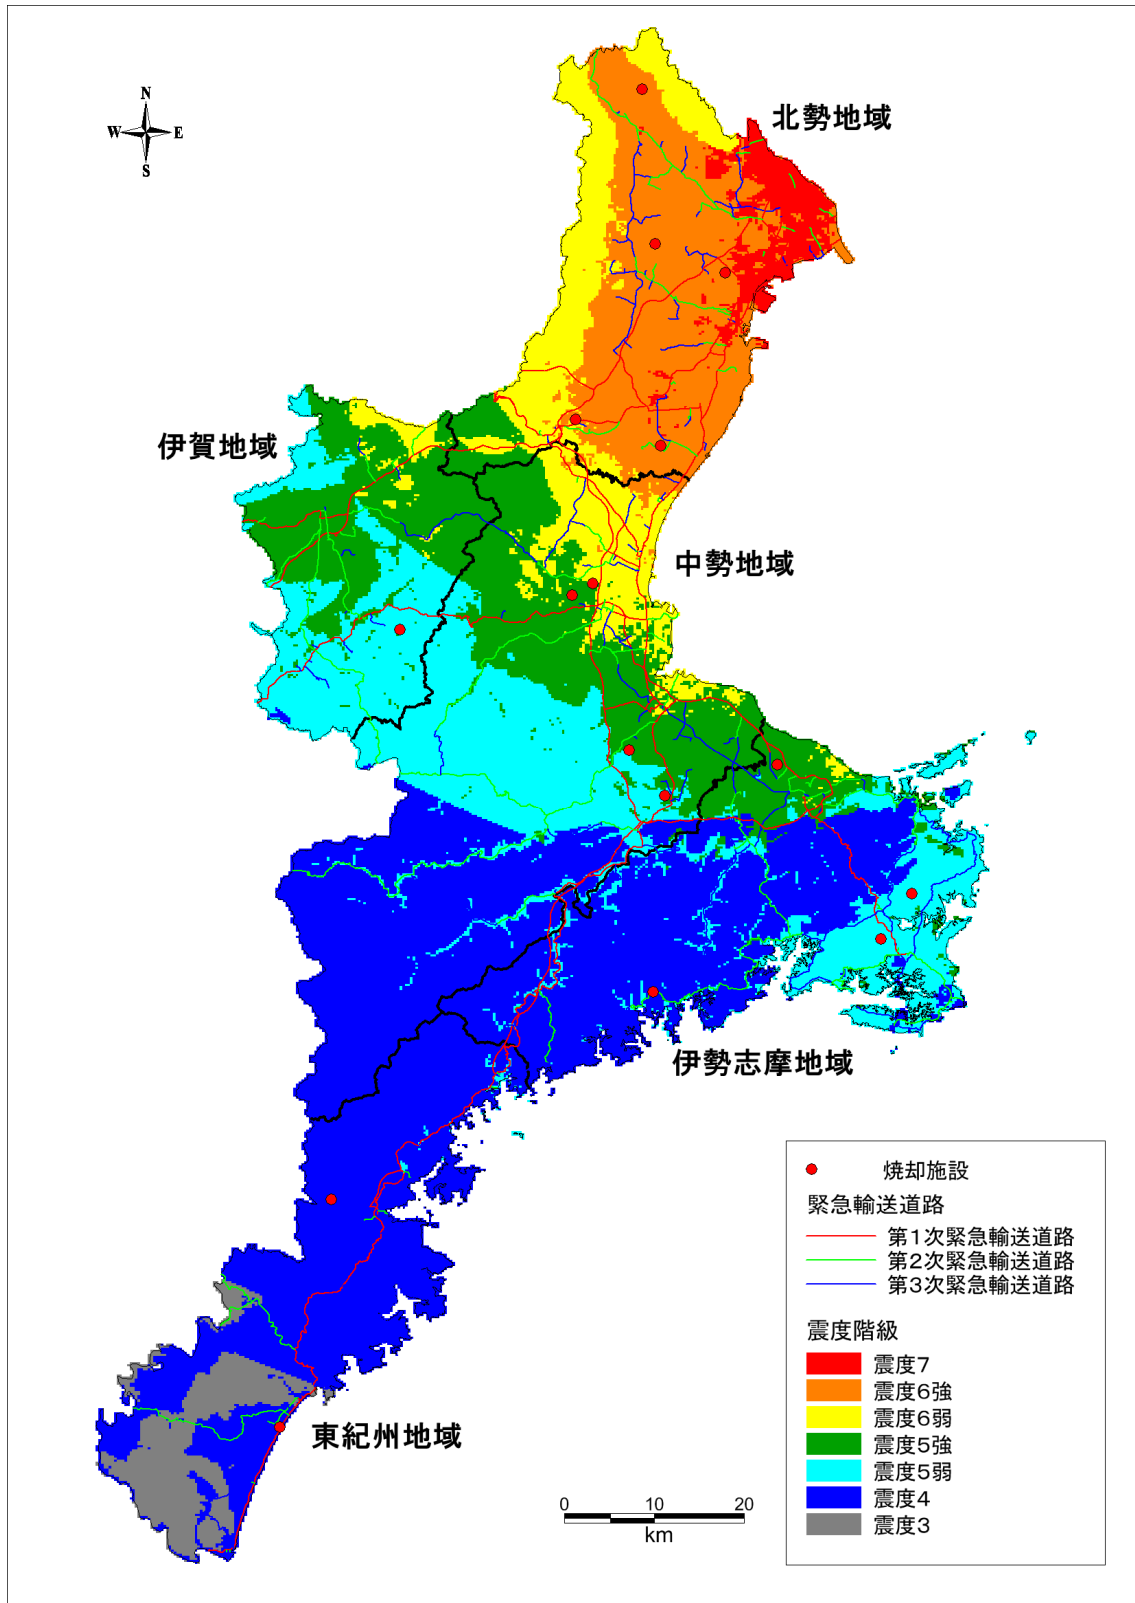 N
W E
S
北勢地域
伊賀地域
中勢地域
伊勢志摩地域
東紀州地域
焼却施設
緊急輸送道路
第1次緊急輸送道路
第2次緊急輸送道路
第3次緊急輸送道路
震度階級
震度7
震度6強
震度6弱
震度5強
震度5弱
震度4
震度3
0 10 20
km